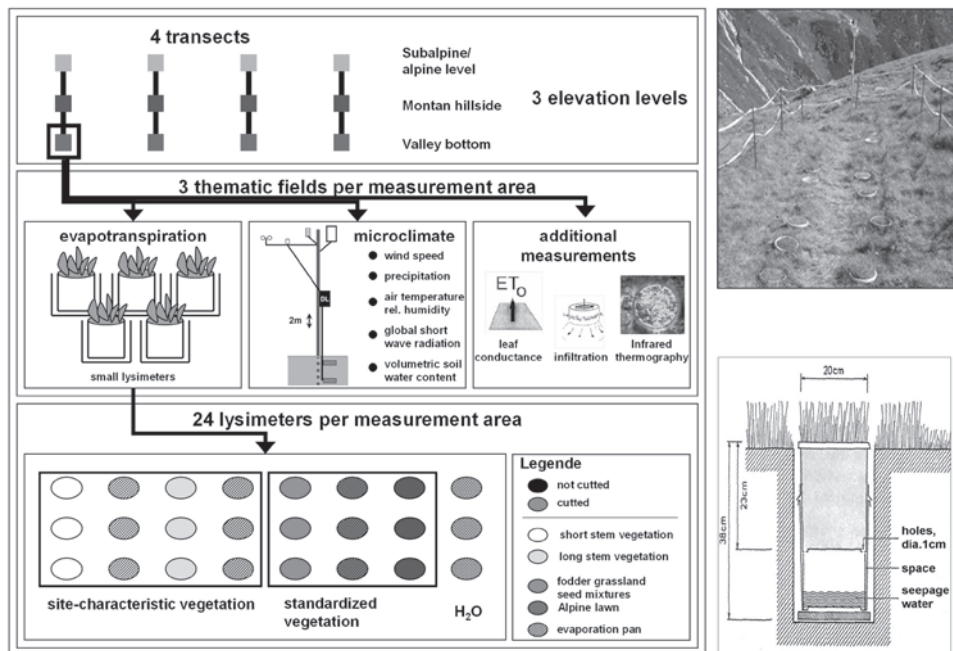 4 transects
Subalpine/
alpine level
Montan hillside
Valley bottom
3 elevation levels
3 thematic fields per measurement area
evapotranspiration
small lysimeters
microclimate
wind speed
precipitation
air temperature
rel. humidity
global short
wave radiation
volumetric soil
water content
DL
2m
additional
measurements
ETO
leaf
conductance
infiltration
Infrared
thermography
24 lysimeters per measurement area
site-characteristic vegetation
standardized
vegetation
H₂O
Legende
not cutted
cutted
short stem vegetation
long stem vegetation
fodder grassland
seed mixtures
Alpine lawn
evaporation pan
20cm
23cm
38cm
holes,
dia.1cm
space
seepage
water